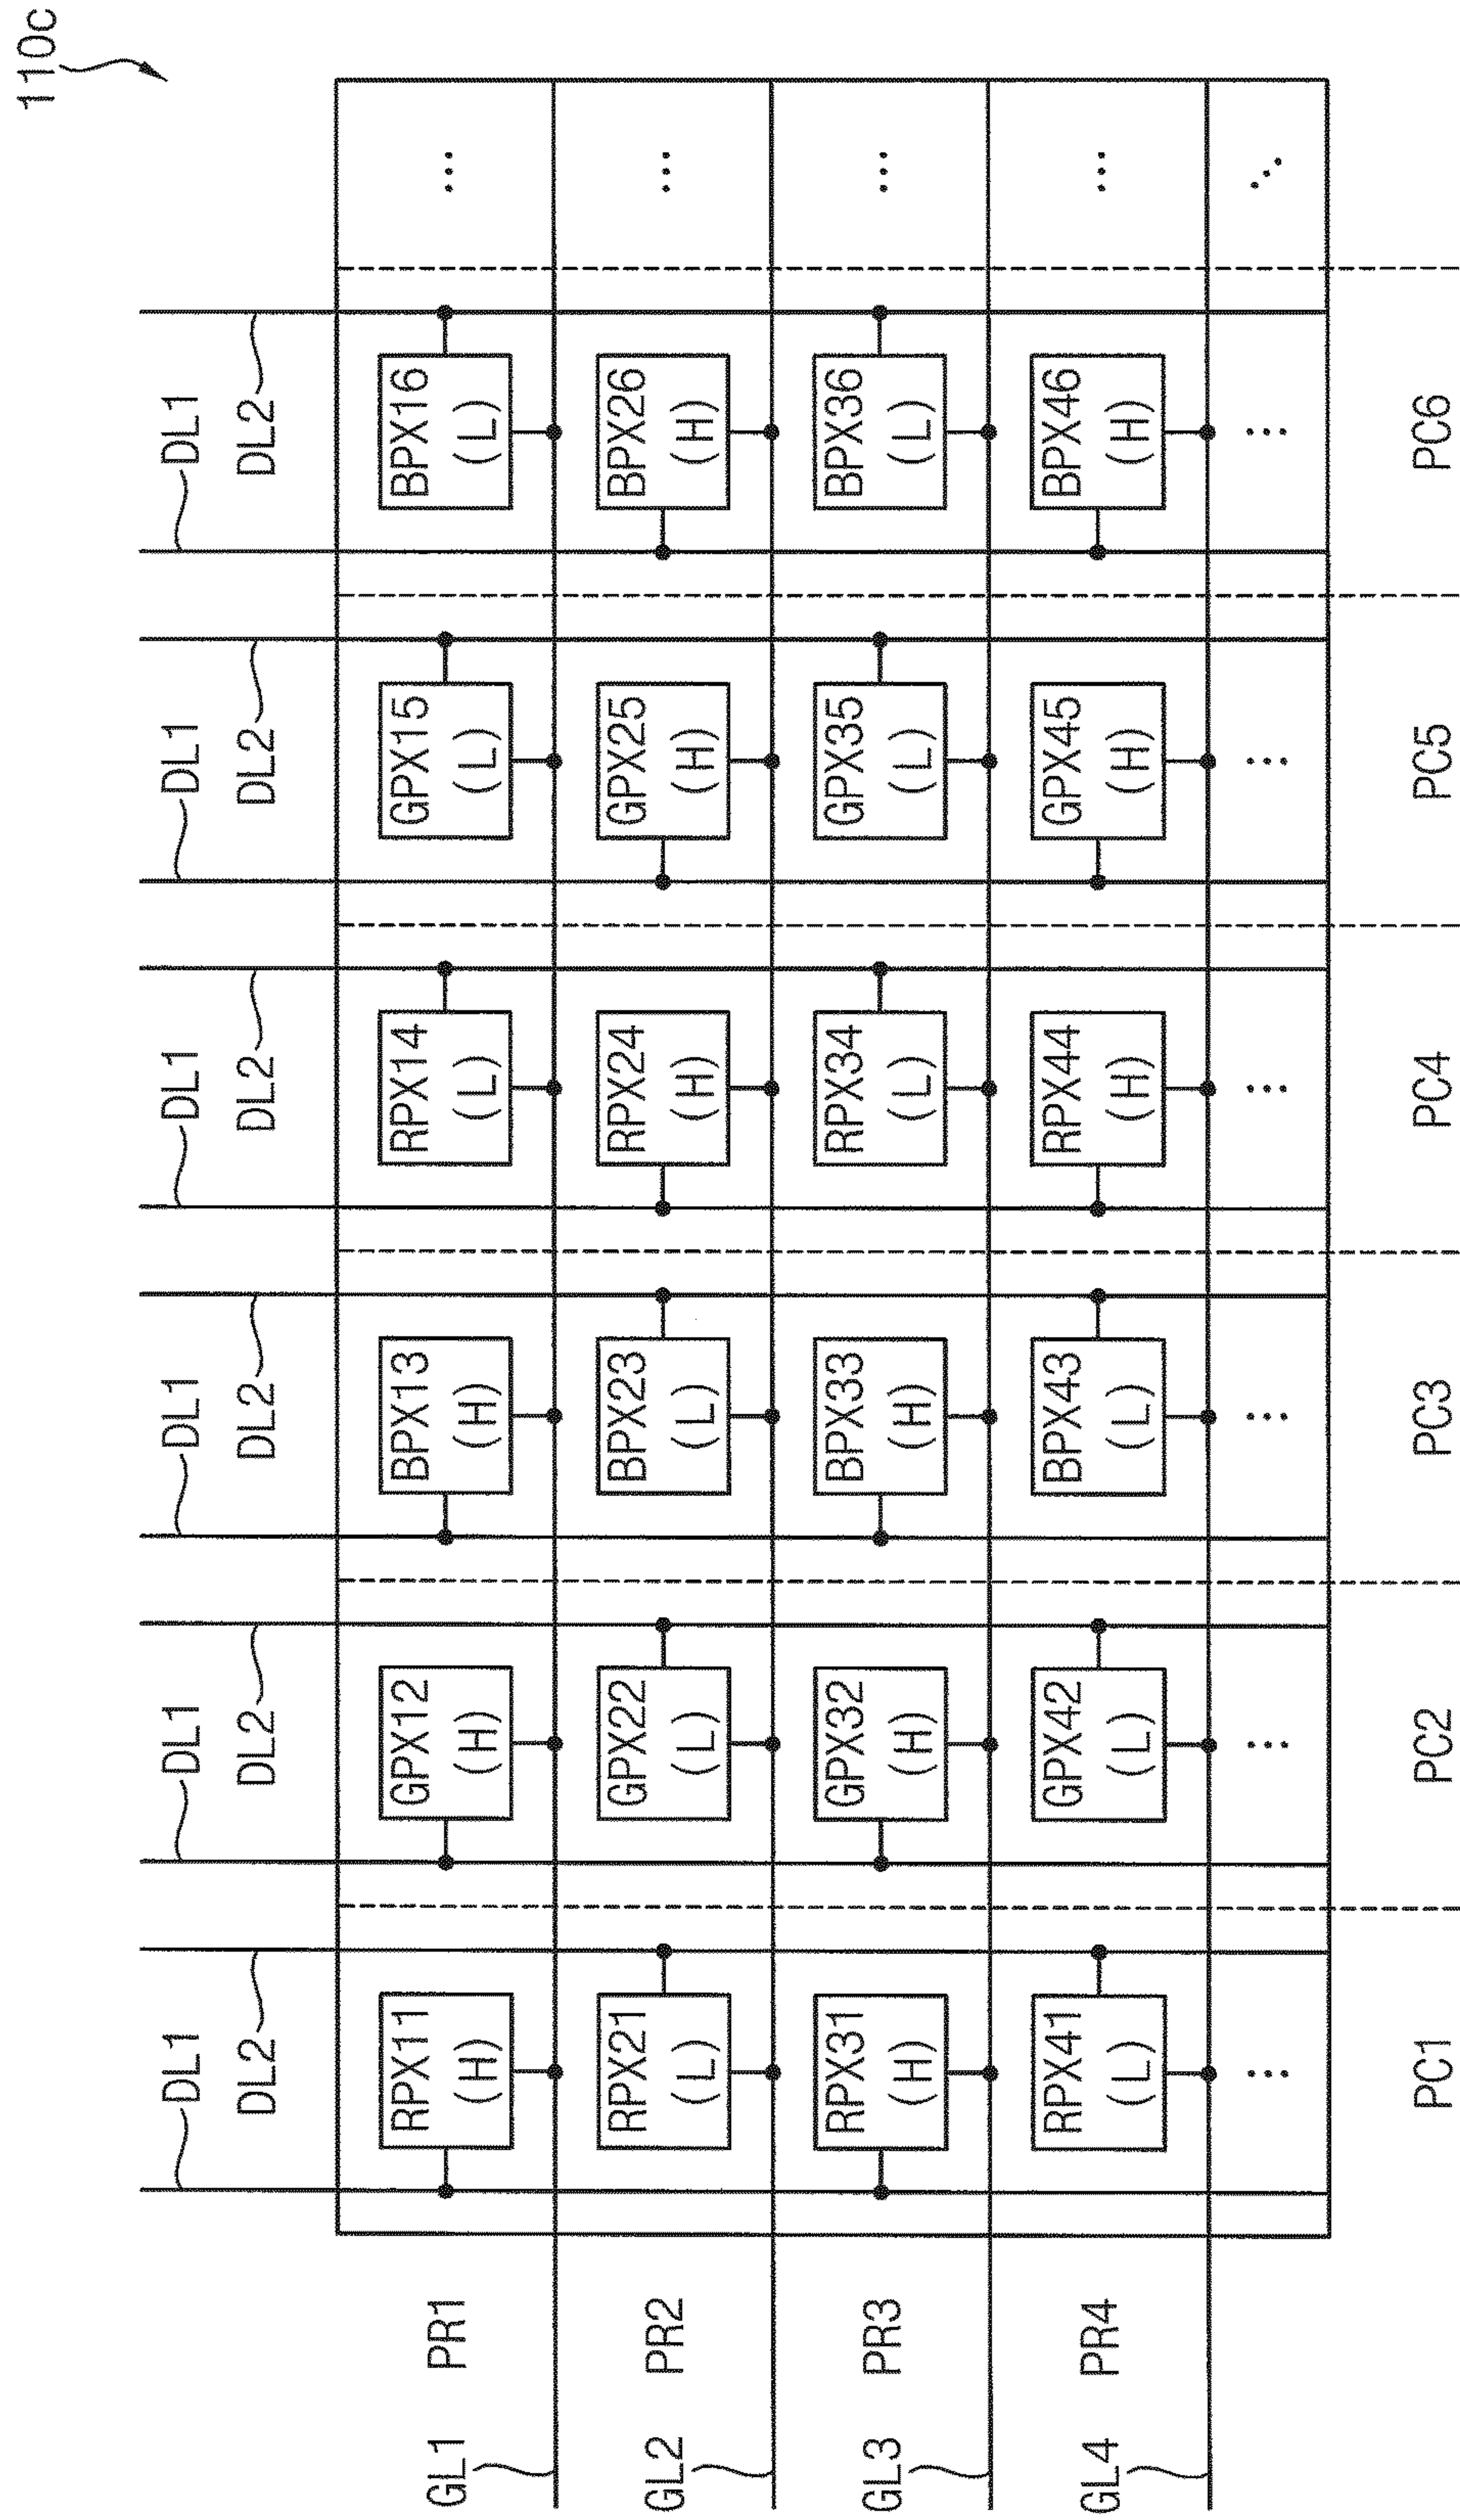 110c
DL1 DL1 DL1 DL1 DL1 DL1
DL2 DL2 DL2 DL2 DL2 DL2
PR1
RPX11 (H)
GPX12 (H)
BPX13 (H)
RPX14 (L)
GPX15 (L)
BPX16 (L)
...
GL1
PR2
RPX21 (L)
GPX22 (L)
BPX23 (L)
RPX24 (H)
GPX25 (H)
BPX26 (H)
...
GL2
PR3
RPX31 (H)
GPX32 (H)
BPX33 (H)
RPX34 (L)
GPX35 (L)
BPX36 (L)
...
GL3
PR4
RPX41 (L)
GPX42 (L)
BPX43 (L)
RPX44 (H)
GPX45 (H)
BPX46 (H)
...
GL4
PC1 PC2 PC3 PC4 PC5 PC6